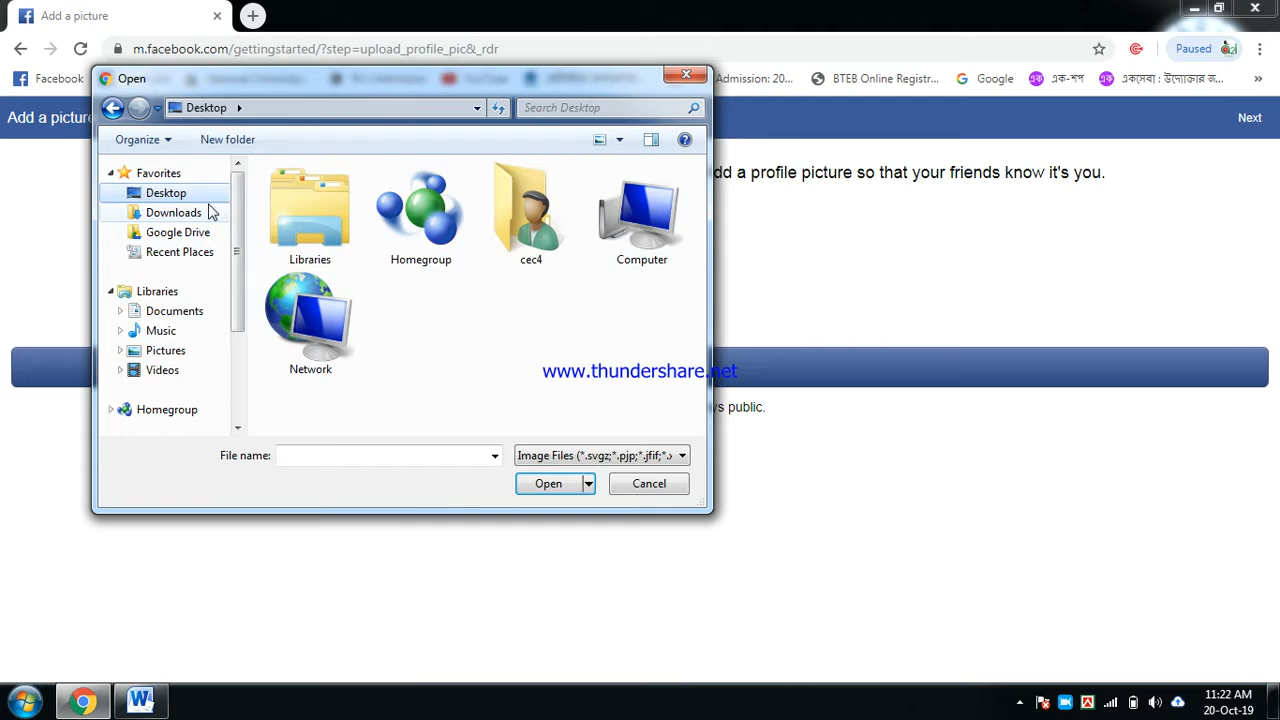 Add a picture
m.facebook.com/gettingstarted/?step=upload_profile_pic&_rdr
Paused
Facebook
Admission: 20...
BTEB Online Registr...
Google
এক-শপ
একসেবা : উদ্যোক্তার জ...
Open
Add a picture
Next
Desktop
Search Desktop
Organize
New folder
dd a profile picture so that your friends know it's you.
Favorites
Desktop
Downloads
Google Drive
Recent Places
Libraries
Documents
Music
Pictures
Videos
Homegroup
Libraries
Homegroup
cec4
Computer
Network
www.thundershare.net
ys public.
File name:
Image Files (*.svgz;*.pjp;*.jfif;*.x
Open
Cancel
11:22 AM
20-Oct-19